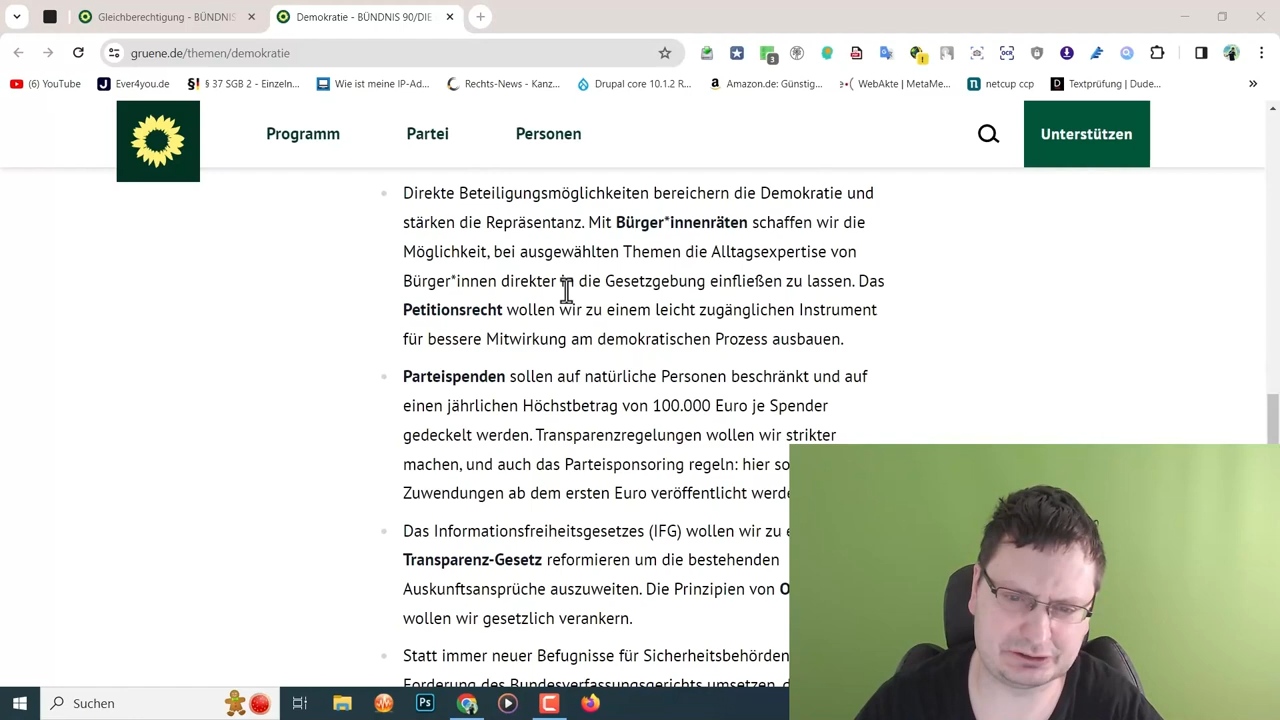 Gleichberechtigung - BÜNDNIS
Demokratie - BÜNDNIS 90/DIE
gruene.de/themen/demokratie
(6) YouTube
Ever4you.de
§ 37 SGB 2 - Einzeln...
Wie ist meine IP-Ad...
Rechts-News - Kanz...
Drupal core 10.1.2 R...
Amazon.de: Günstig...
WebAkte | MetaMe...
netcup ccp
Textprüfung | Dude...
Programm
Partei
Personen
Unterstützen
Direkte Beteiligungsmöglichkeiten bereichern die Demokratie und
stärken die Repräsentanz. Mit Bürger*innenräten schaffen wir die
Möglichkeit, bei ausgewählten Themen die Alltagsexpertise von
Bürger*innen direkter in die Gesetzgebung einfließen zu lassen. Das
Petitionsrecht wollen wir zu einem leicht zugänglichen Instrument
für bessere Mitwirkung am demokratischen Prozess ausbauen.
Parteispenden sollen auf natürliche Personen beschränkt und auf
einen jährlichen Höchstbetrag von 100.000 Euro je Spender
gedeckelt werden. Transparenzregelungen wollen wir strikter
machen, und auch das Parteisponsoring regeln: hier so
Zuwendungen ab dem ersten Euro veröffentlicht werde
Das Informationsfreiheitsgesetzes (IFG) wollen wir zu e
Transparenz-Gesetz reformieren um die bestehenden
Auskunftsansprüche auszuweiten. Die Prinzipien von O
wollen wir gesetzlich verankern.
Statt immer neuer Befugnisse für Sicherheitsbehörden
Forderung des Bundesverfassungsgerichts umsetzen, d
Suchen